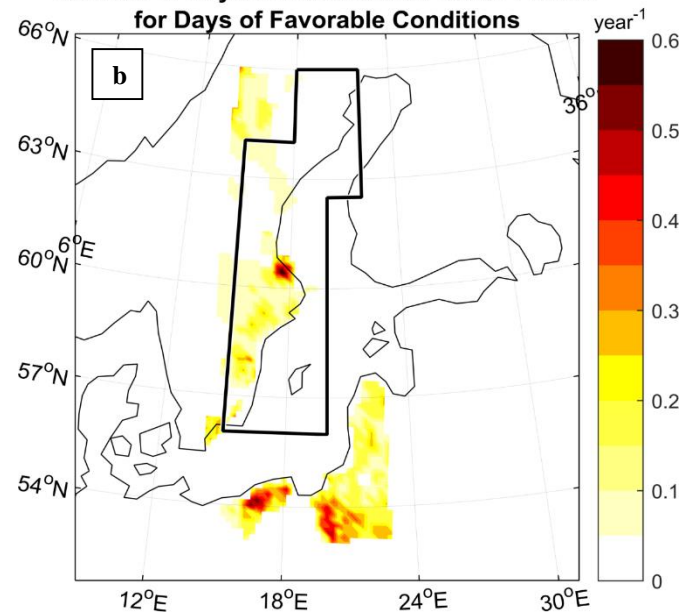 for Days of Favorable Conditions
year-1
66°N
b
0.6
36°
63°N
0.5
0.4
6°E
60°N
0.3
57°N
0.2
54°N
0.1
0
12°E 18°E 24°E 30°E